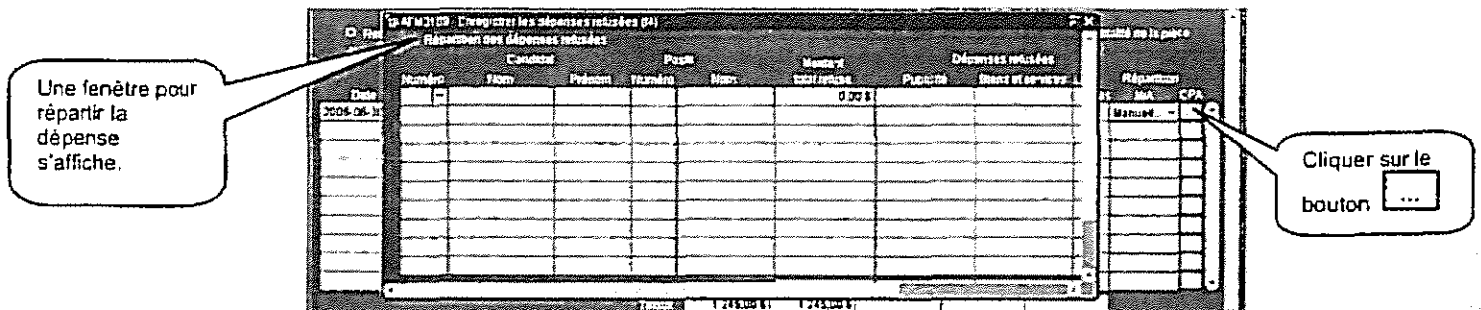 Enregistrer les dépenses refusées
Répartition des dépenses refusées
Candidat Poste Montant Dépenses refusées
Numéro Nom Prénom Numéro Nom total refusé Publicité Biens et services Répartition
Date
0.00 $
Manuel...
Une fenêtre pour
répartir la
dépense
s'affiche.
Cliquer sur le
bouton ...
1 245,00 $ 1 245,00 $